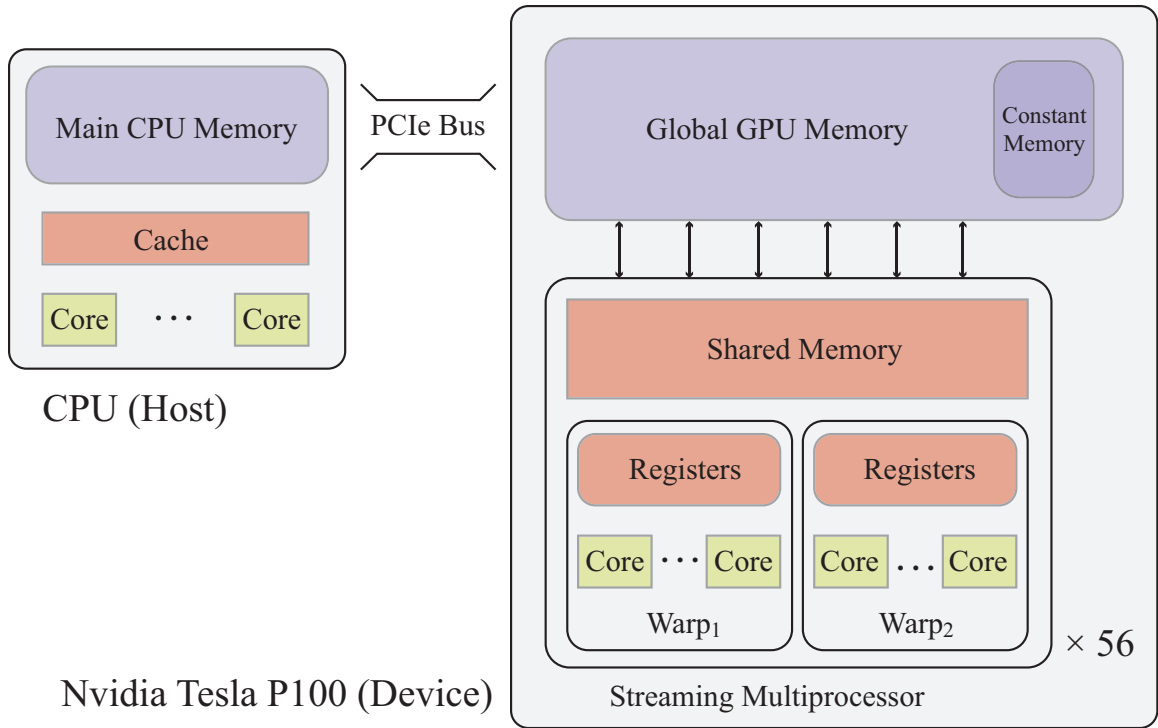 Main CPU Memory
Cache
Core ... Core
CPU (Host)
PCIe Bus
Global GPU Memory
Constant
Memory
Shared Memory
Registers
Core ... Core
Warp1
Registers
Core ... Core
Warp2
× 56
Streaming Multiprocessor
Nvidia Tesla P100 (Device)